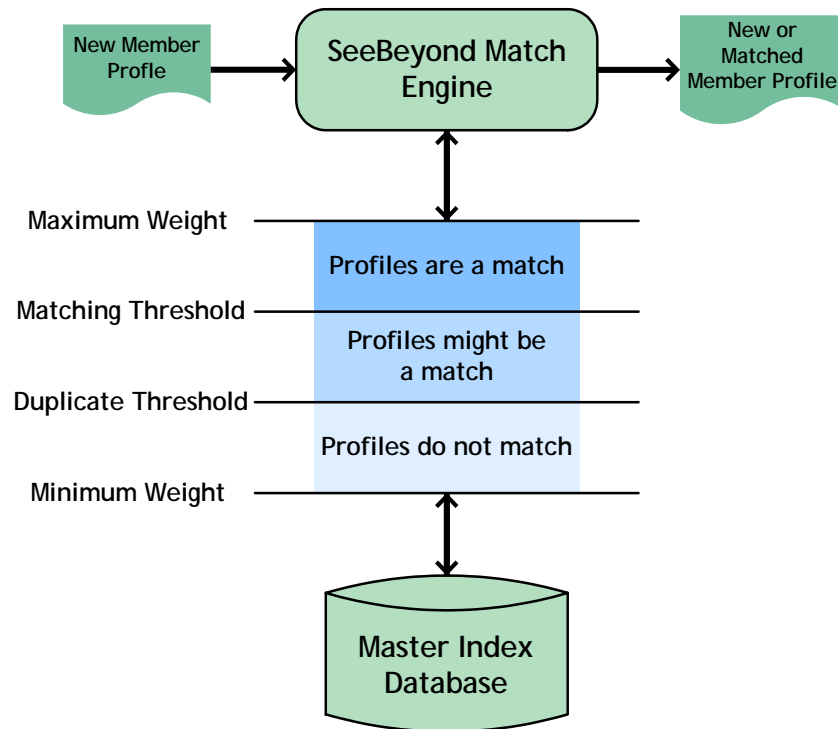 New Member
Profle
SeeBeyond Match
Engine
New or
Matched
Member Profile
Maximum Weight
Profiles are a match
Matching Threshold
Profiles might be
a match
Duplicate Threshold
Profiles do not match
Minimum Weight
Master Index
Database